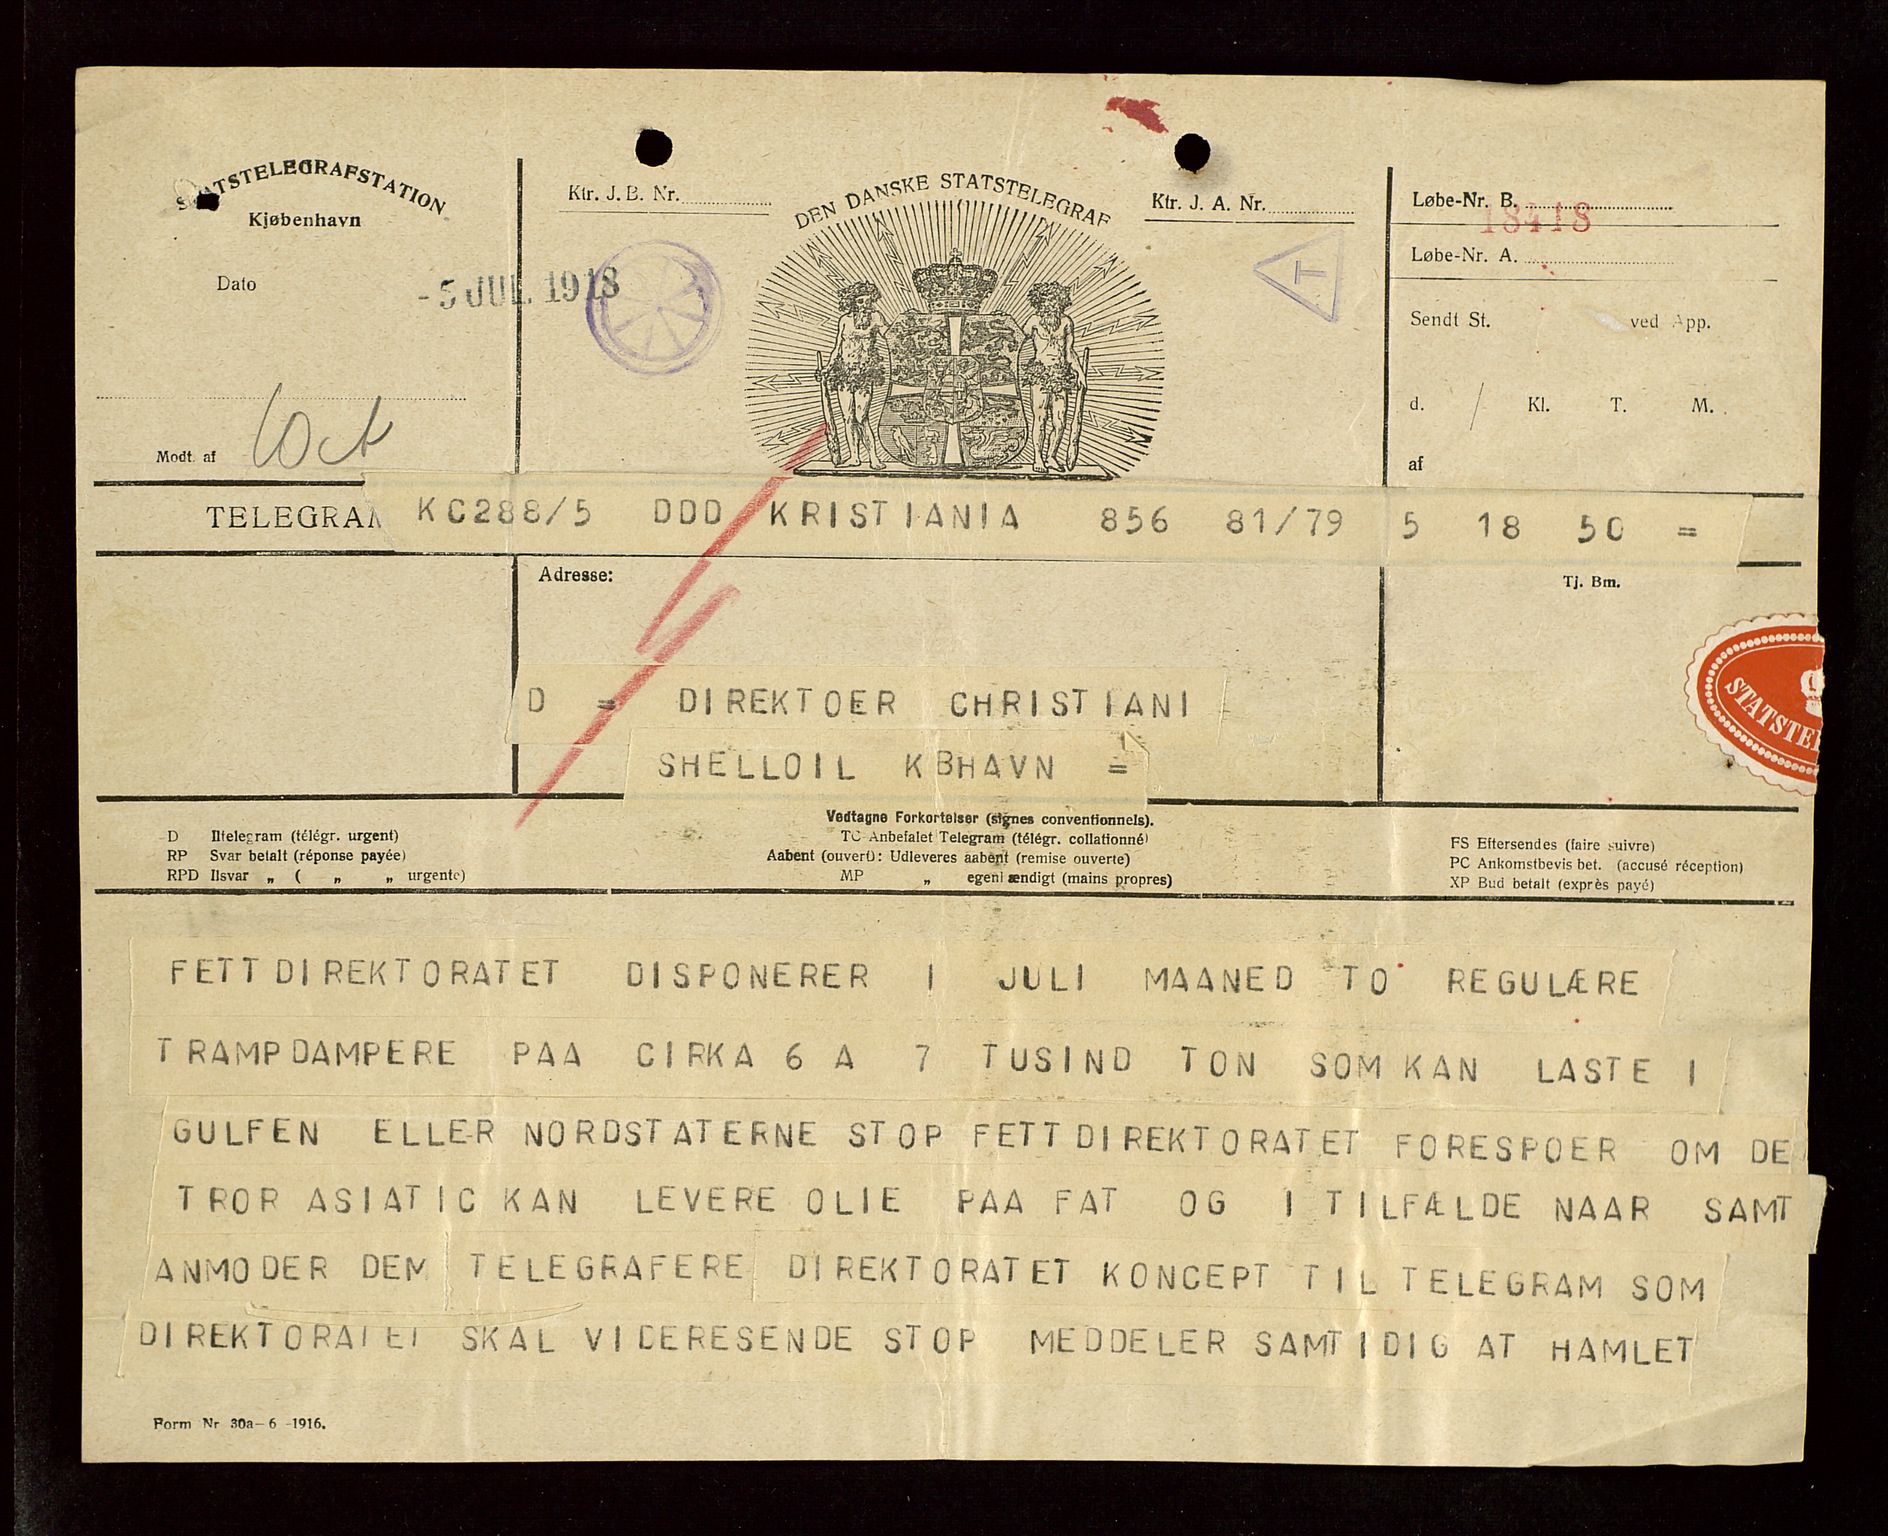 STATSTELEGRAFSTATION
Kjøbenhavn
Dato
-5 JUL. 1918
Modt. af
Ktr. J. B. Nr.
DEN DANSKE STATSTELEGRAF
Ktr. J. A. Nr.
T
Løbe-Nr. B.
18418
Løbe-Nr. A.
Sendt St. ved App.
d. / Kl. T. M.
af
TELEGRAM KC288/5 DDD KRISTIANIA 856 81/79 5 18 50 =
Adresse:
Tj. Bm.
D = DIREKTOER CHRISTIANI
SHELLOIL KBHAVN =
STATSTEL
Vedtagne Forkortelser (signes conventionnels).
D Iltelegram (télégr. urgent)
RP Svar betalt (réponse payée)
RPD Ilsvar „ ( „ „ urgente)
TC Anbefalet Telegram (télégr. collationné)
Aabent (ouvert): Udleveres aabent (remise ouverte)
MP „ egenhændigt (mains propres)
FS Eftersendes (faire suivre)
PC Ankomstbevis bet. (accusé réception)
XP Bud betalt (exprès payé)
FETTDIREKTORATET DISPONERER I JULI MAANED TO REGULÆRE
TRAMPDAMPERE PAA CIRKA 6 A 7 TUSIND TON SOM KAN LASTE I
GULFEN ELLER NORDSTATERNE STOP FETTDIREKTORATET FORESPOER OM DE
TROR ASIATIC KAN LEVERE OLIE PAA FAT OG I TILFÆLDE NAAR SAMT
ANMODER DEM TELEGRAFERE DIREKTORATET KONCEPT TIL TELEGRAM SOM
DIREKTORATET SKAL VIDERESENDE STOP MEDDELER SAMTIDIG AT HAMLET
Form Nr 30a-6-1916.